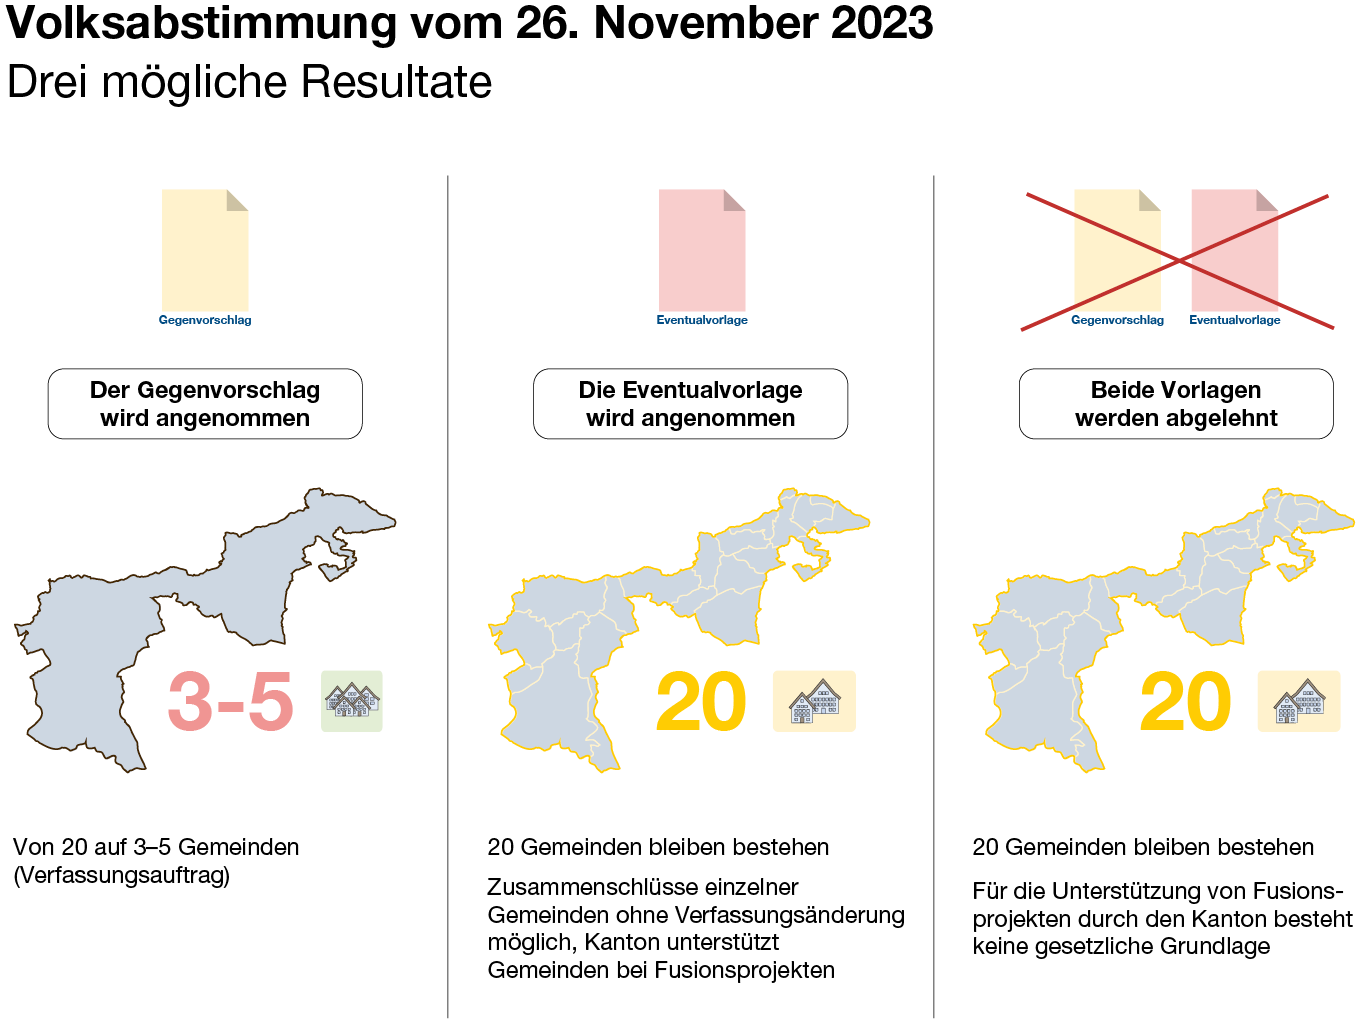 Volksabstimmung vom 26. November 2023
Drei mögliche Resultate
Gegenvorschlag
Der Gegenvorschlag
wird angenommen
3-5
Von 20 auf 3–5 Gemeinden
(Verfassungsauftrag)
Eventualvorlage
Die Eventualvorlage
wird angenommen
20
20 Gemeinden bleiben bestehen
Zusammenschlüsse einzelner
Gemeinden ohne Verfassungsänderung
möglich, Kanton unterstützt
Gemeinden bei Fusionsprojekten
Gegenvorschlag Eventualvorlage
Beide Vorlagen
werden abgelehnt
20
20 Gemeinden bleiben bestehen
Für die Unterstützung von Fusions-
projekten durch den Kanton besteht
keine gesetzliche Grundlage